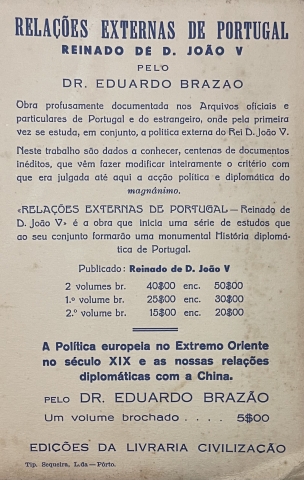 RELAÇÕES EXTERNAS DE PORTUGAL
REINADO DE D. JOÃO V
PELO
DR. EDUARDO BRAZAO
Obra profusamente documentada nos Arquivos oficiais e
particulares de Portugal e do estrangeiro, onde pela primeira
vez se estuda, em conjunto, a política externa do Rei D. João V.
Neste trabalho são dados a conhecer, centenas de documentos
inéditos, que vêm fazer modificar inteiramente o critério com
que era julgada até aqui a acção política e diplomática do
magnânimo.
«RELAÇÕES EXTERNAS DE PORTUGAL — Reinado de
D. João V» é a obra que inicia uma série de estudos que
ao seu conjunto formarão uma monumental História diplomá-
tica de Portugal.
Publicado: Reinado de D. João V
2 volumes br. 40$00 enc. 50$00
1.º volume br. 25$00 enc. 30$00
2.º volume br. 15$00 enc. 20$00
A Política europeia no Extremo Oriente
no século XIX e as nossas relações
diplomáticas com a China.
PELO DR. EDUARDO BRAZÃO
Um volume brochado . . . . 5$00
EDIÇÕES DA LIVRARIA CIVILIZAÇÃO
Tip. Sequeira, L.da — Pôrto.